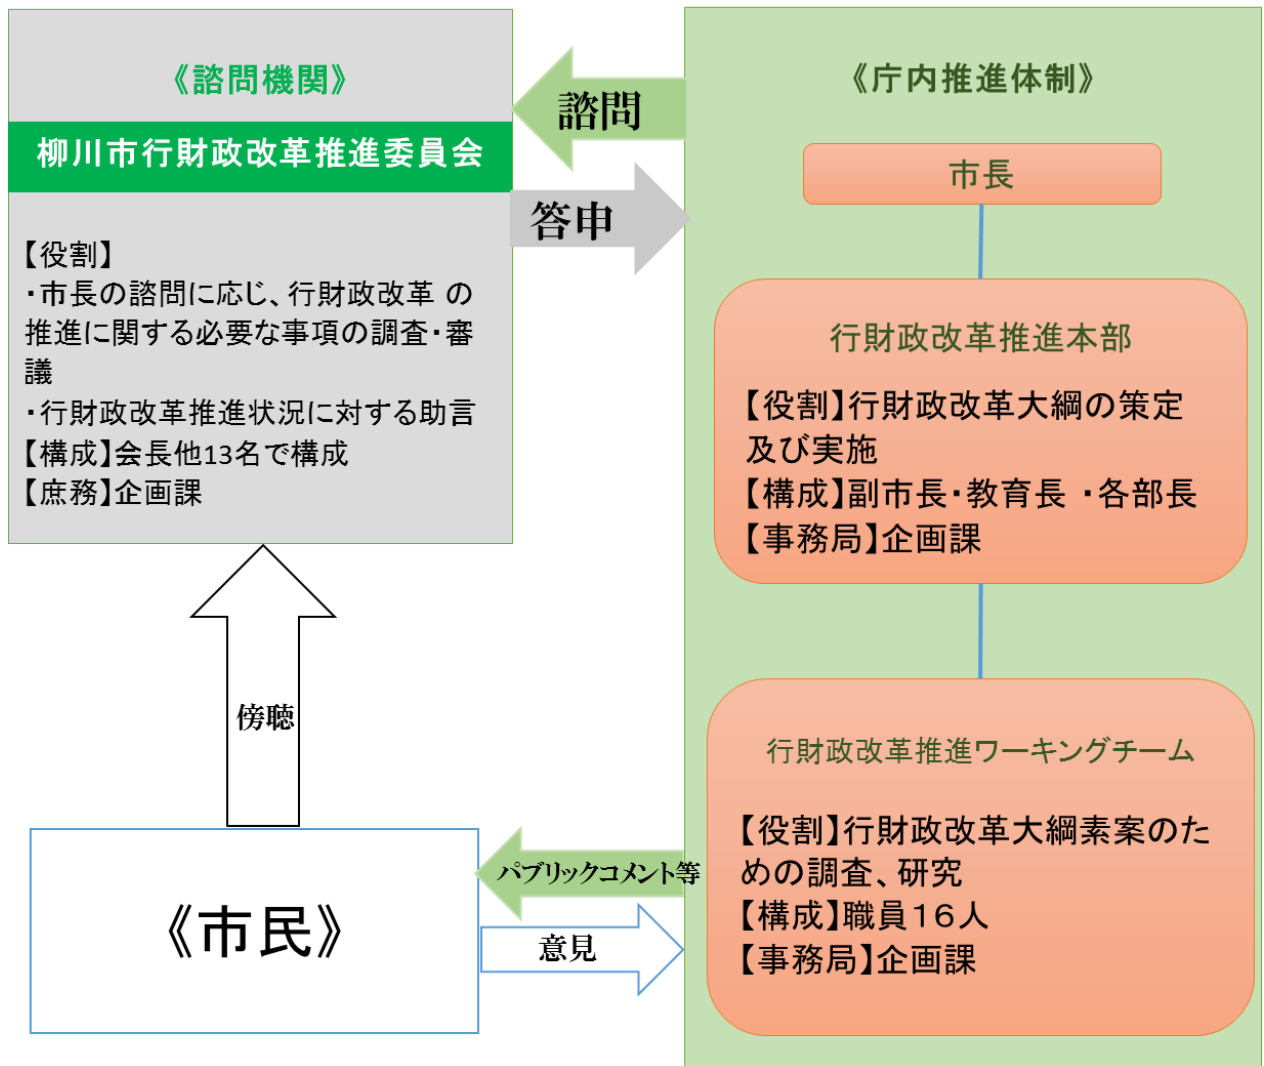 《諮問機関》
柳川市行財政改革推進委員会
【役割】
・市長の諮問に応じ、行財政改革 の
推進に関する必要な事項の調査・審
議
・行財政改革推進状況に対する助言
【構成】会長他13名で構成
【庶務】企画課
諮問
答申
《庁内推進体制》
市長
行財政改革推進本部
【役割】行財政改革大綱の策定
及び実施
【構成】副市長・教育長 ・各部長
【事務局】企画課
行財政改革推進ワーキングチーム
【役割】行財政改革大綱素案のた
めの調査、研究
【構成】職員１６人
【事務局】企画課
傍聴
パブリックコメント等
意見
《市民》